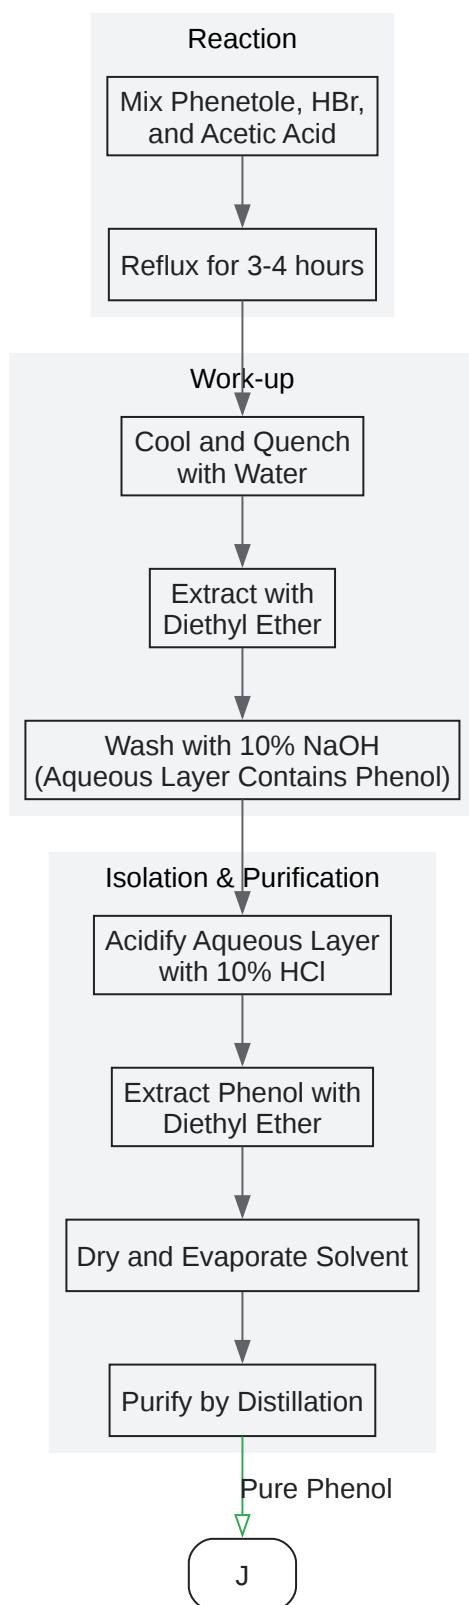 Reaction
Mix Phenetole, HBr,
and Acetic Acid
Reflux for 3-4 hours
Work-up
Cool and Quench
with Water
Extract with
Diethyl Ether
Wash with 10% NaOH
(Aqueous Layer Contains Phenol)
Isolation & Purification
Acidify Aqueous Layer
with 10% HCl
Extract Phenol with
Diethyl Ether
Dry and Evaporate Solvent
Purify by Distillation
Pure Phenol
J